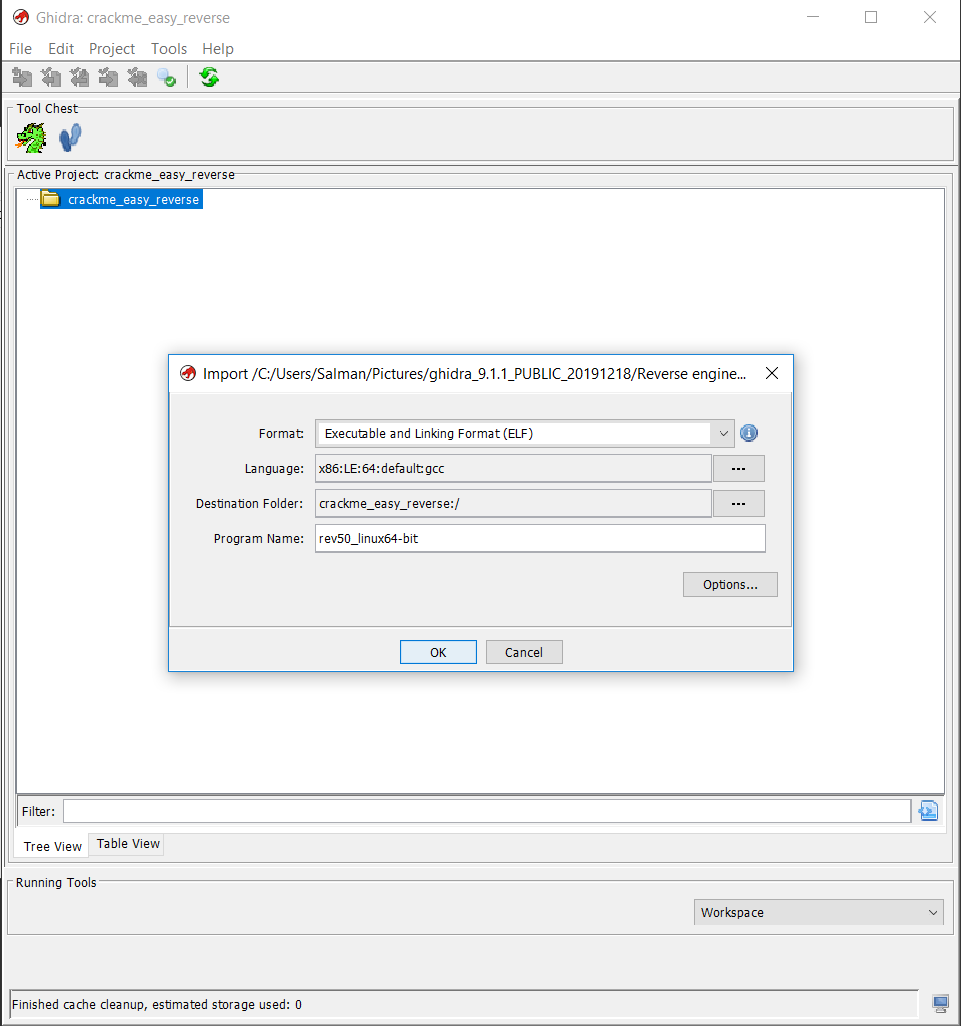 Ghidra: crackme_easy_reverse
File Edit Project Tools Help
Tool Chest
Active Project: crackme_easy_reverse
crackme_easy_reverse
Import /C:/Users/Salman/Pictures/ghidra_9.1.1_PUBLIC_20191218/Reverse engine...
Format: Executable and Linking Format (ELF)
Language: x86:LE:64:default:gcc ...
Destination Folder: crackme_easy_reverse:/ ...
Program Name: rev50_linux64-bit
Options...
OK Cancel
Filter:
Tree View Table View
Running Tools
Workspace
Finished cache cleanup, estimated storage used: 0